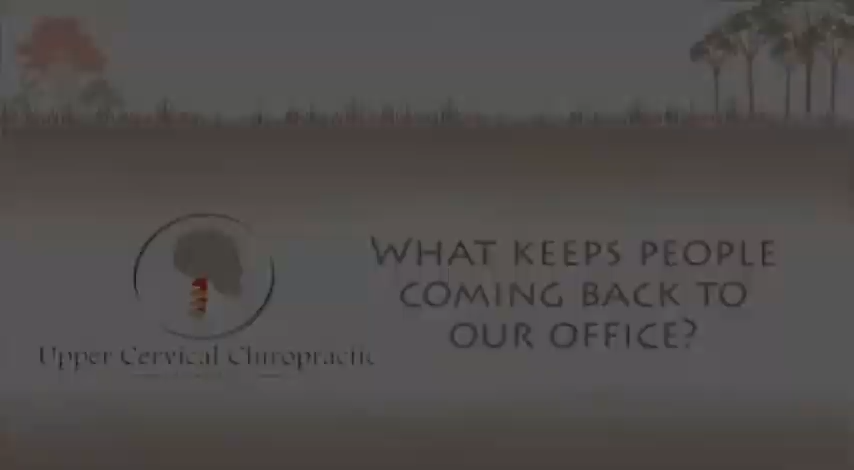 WHAT KEEPS PEOPLE
COMING BACK TO
OUR OFFICE?
Upper Cervical Chiropractic